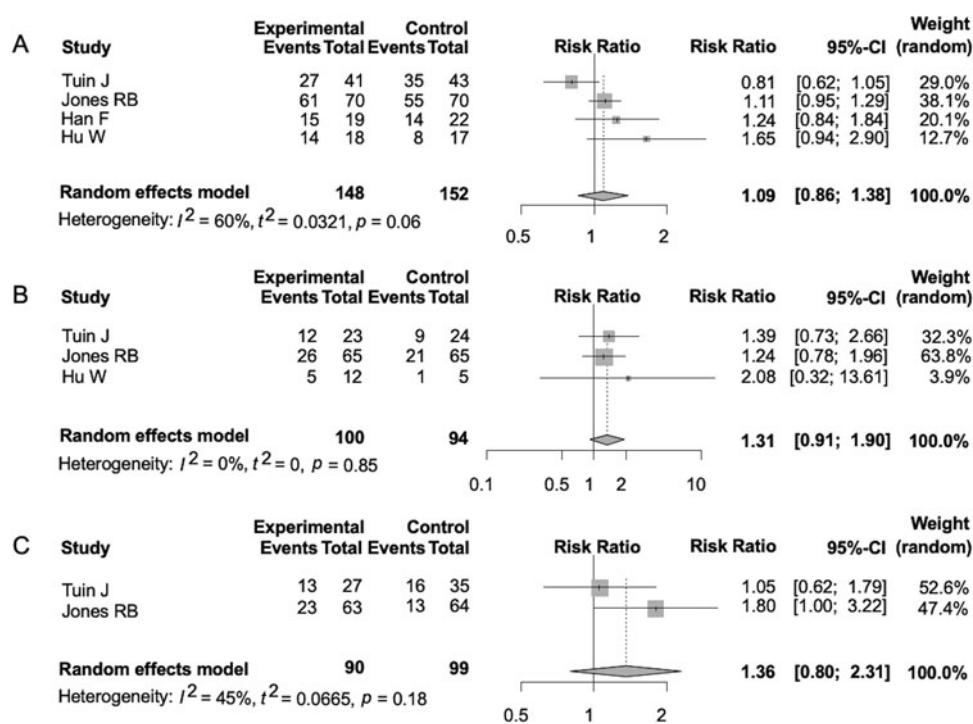 A
Experimental Control Weight
Study Events Total Events Total Risk Ratio Risk Ratio 95%-CI (random)
Tuin J 27 41 35 43 0.81 [0.62; 1.05] 29.0%
Jones RB 61 70 55 70 1.11 [0.95; 1.29] 38.1%
Han F 15 19 14 22 1.24 [0.84; 1.84] 20.1%
Hu W 14 18 8 17 1.65 [0.94; 2.90] 12.7%
Random effects model 148 152 1.09 [0.86; 1.38] 100.0%
Heterogeneity: I² = 60%, t² = 0.0321, p = 0.06
0.5 1 2
B
Experimental Control Weight
Study Events Total Events Total Risk Ratio Risk Ratio 95%-CI (random)
Tuin J 12 23 9 24 1.39 [0.73; 2.66] 32.3%
Jones RB 26 65 21 65 1.24 [0.78; 1.96] 63.8%
Hu W 5 12 1 5 2.08 [0.32; 13.61] 3.9%
Random effects model 100 94 1.31 [0.91; 1.90] 100.0%
Heterogeneity: I² = 0%, t² = 0, p = 0.85
0.1 0.5 1 2 10
C
Experimental Control Weight
Study Events Total Events Total Risk Ratio Risk Ratio 95%-CI (random)
Tuin J 13 27 16 35 1.05 [0.62; 1.79] 52.6%
Jones RB 23 63 13 64 1.80 [1.00; 3.22] 47.4%
Random effects model 90 99 1.36 [0.80; 2.31] 100.0%
Heterogeneity: I² = 45%, t² = 0.0665, p = 0.18
0.5 1 2